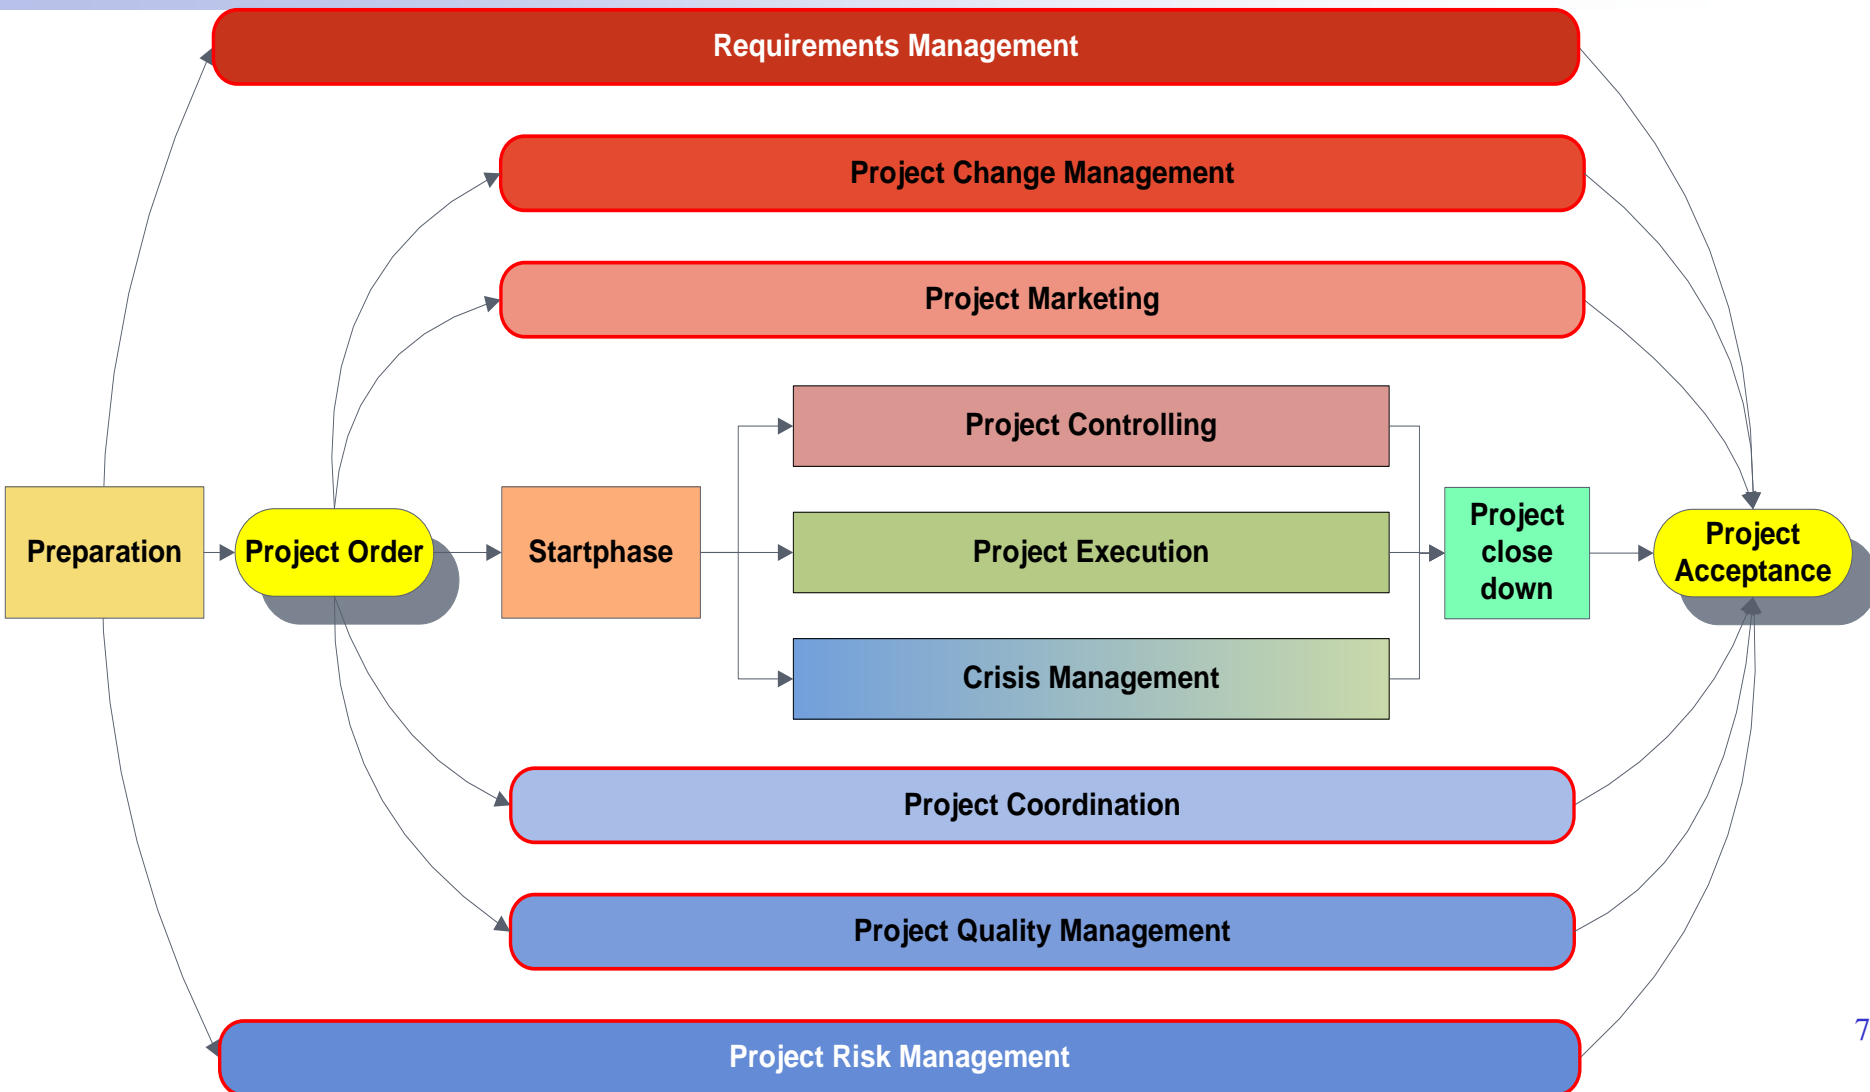 Requirements Management
Project Change Management
Project Marketing
Project Controlling
Preparation
Project Order
Startphase
Project Execution
Project
close
down
Project
Acceptance
Crisis Management
Project Coordination
Project Quality Management
Project Risk Management
7